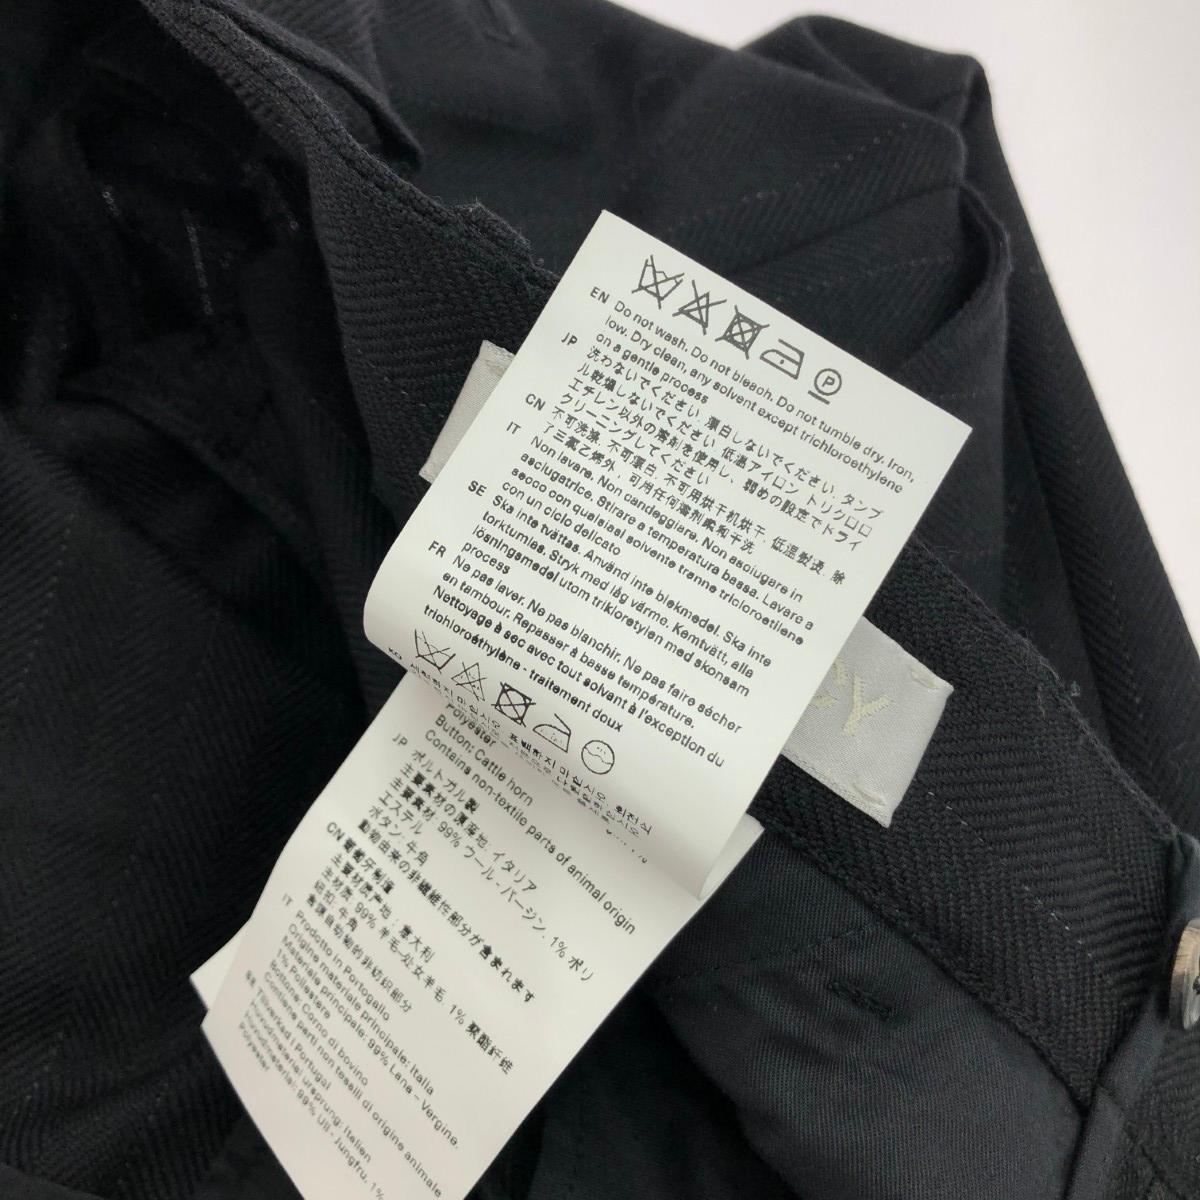 P
EN Do not wash. Do not bleach. Do not tumble dry. Iron,
low. Dry clean, any solvent except trichloroethylene
on a gentle process
JP 洗わないでください. 漂白しないでください. タンブ
ル乾燥しないでください. 低温アイロン トリクロロ
エチレン以外の溶剤を使用し、弱めの設定でドライ
クリーニングしてください
CN 不可洗涤. 不可漂白. 不可用烘干机烘干. 低温熨烫. 除
了三氯乙烯外, 可用任何溶剂柔和干洗
IT Non lavare. Non candeggiare. Non asciugare in
asciugatrice. Stirare a temperatura bassa. Lavare a
secco con qualsiasi solvente tranne tricloroetilene
con un ciclo delicato
SE Ska inte tvättas. Använd inte blekmedel. Ska inte
torktumlas. Stryk med låg värme. Kemtvätt, alla
lösningsmedel utom trikloretylen med skonsam
process
FR Ne pas laver. Ne pas blanchir. Ne pas faire sécher
en tambour. Repasser à basse température.
Nettoyage à sec avec tout solvant à l'exception du
trichloroéthylène - traitement doux
KO
Polyester
Button: Cattle horn
Contains non-textile parts of animal origin
JP ポルトガル製
主要素材の原産地: イタリア
主要素材: 99% ウール - バージン, 1% ポリ
エステル
ボタン: 牛角
動物由来の非繊維性部分が含まれます
CN 葡萄牙制造
主要材质产地: 意大利
主材质: 99% 羊毛-处女羊毛, 1% 聚酯纤维
纽扣: 牛角
含源自动物的非纺织部分
IT Prodotto in Portogallo
Origine materiale principale: Italia
Materiale principale: 99% Lana - Vergine,
1% Poliestere
Bottone: Corno di bovino
Contiene parti non tessili di origine animale
SE Tillverkad i Portugal
Huvudmaterial ursprung: Italien
Huvudmaterial: 99% Ull - Jungfru, 1%
Polyester